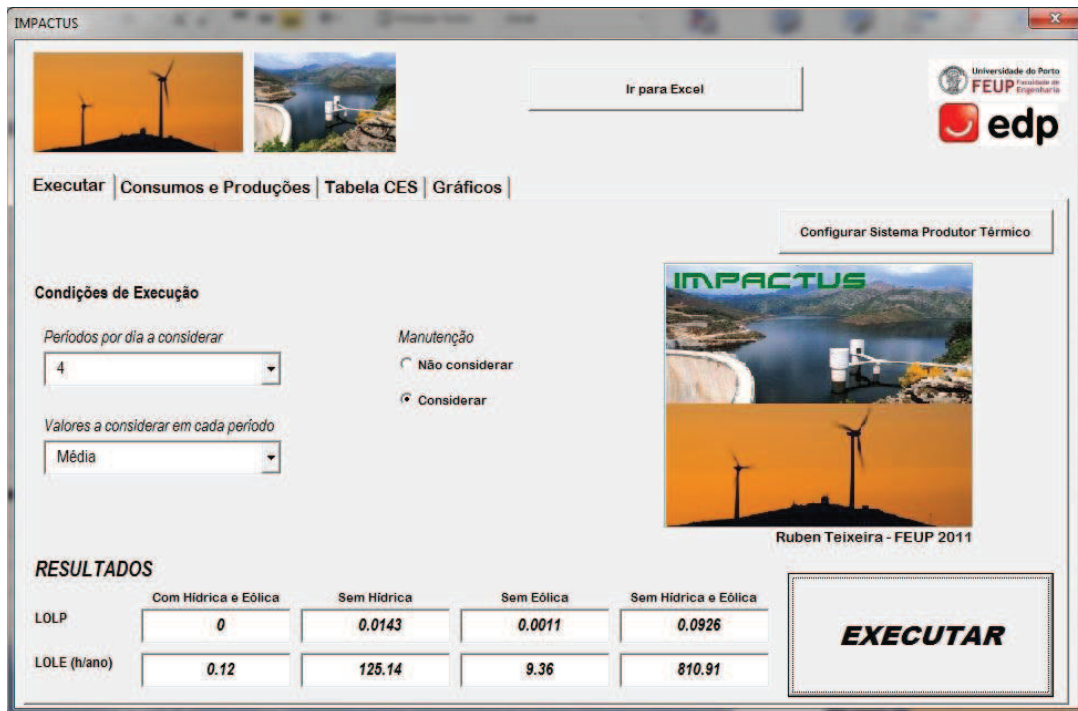 IMPACTUS
Ir para Excel
Universidade do Porto
FEUP Faculdade de
Engenharia
edp
Executar
Consumos e Produções
Tabela CES
Gráficos
Configurar Sistema Produtor Térmico
IMPACTUS
Condições de Execução
Períodos por dia a considerar
4
Manutenção
Não considerar
Considerar
Valores a considerar em cada período
Média
Ruben Teixeira - FEUP 2011
RESULTADOS
Com Hídrica e Eólica
Sem Hídrica
Sem Eólica
Sem Hídrica e Eólica
LOLP
0
0.0143
0.0011
0.0926
LOLE (h/ano)
0.12
125.14
9.36
810.91
EXECUTAR